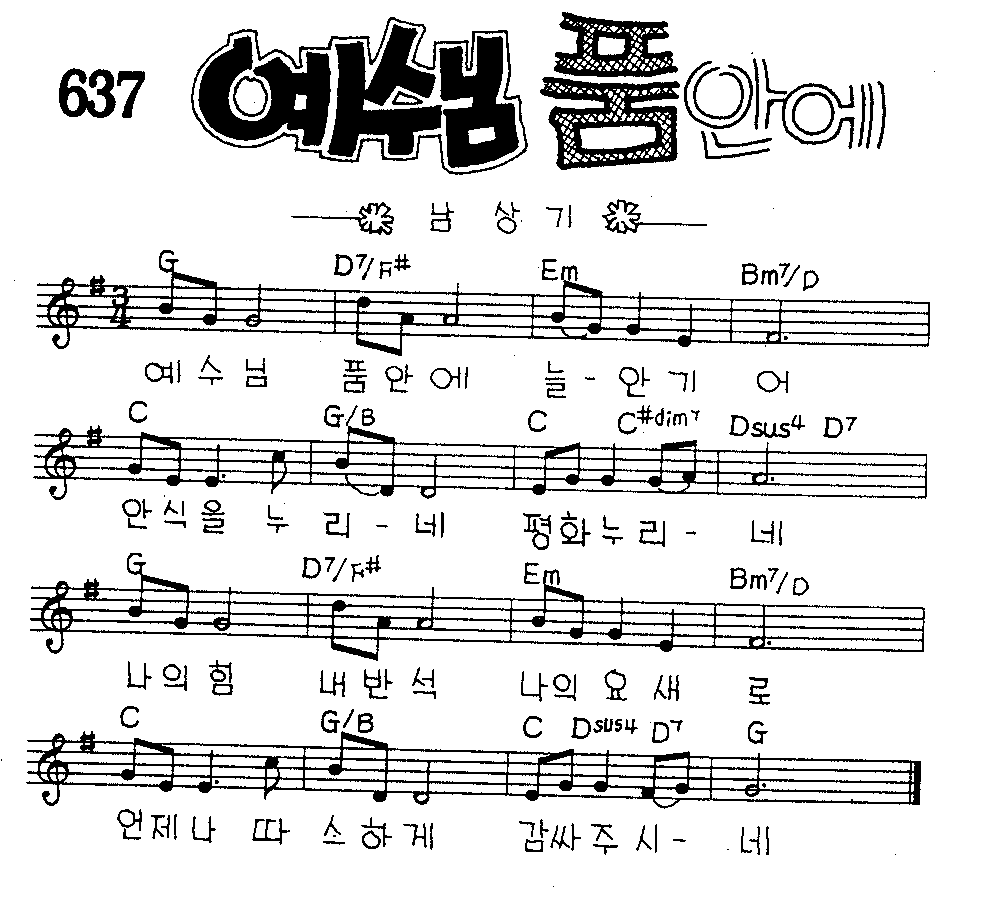 637 예수님 품안에
남 상 기
G D7/F# Em Bm7/D
3/4
예 수 님 품 안 에 늘 - 안 기 어
C G/B C C#dim7 Dsus4 D7
안 식 을 누 리 - 네 평 화 누 리 - 네
G D7/F# Em Bm7/D
나 의 힘 내 반 석 나 의 요 새 로
C G/B C Dsus4 D7 G
언 제 나 따 스 하 게 감 싸 주 시 - 네